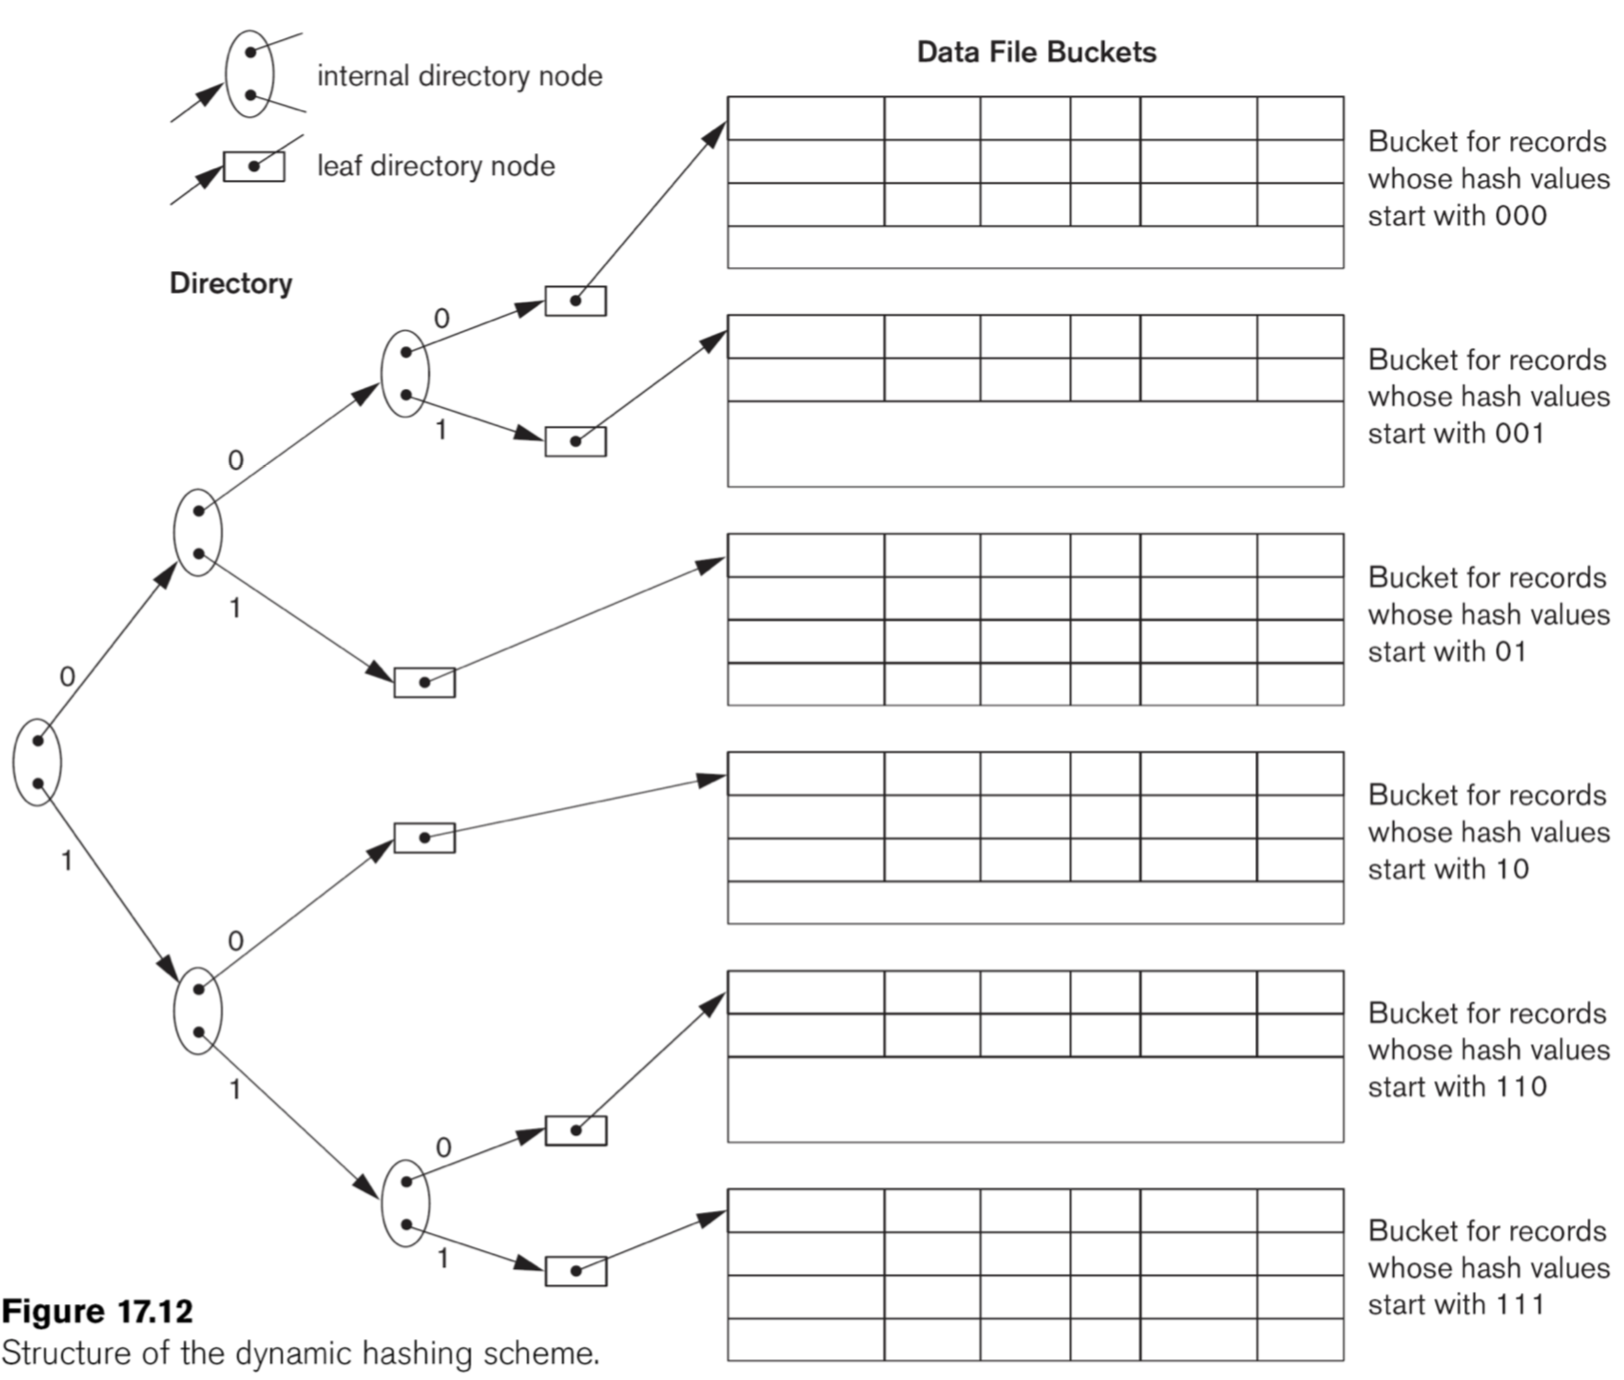 internal directory node
leaf directory node
Data File Buckets
Bucket for records
whose hash values
start with 000
Directory
0
1
Bucket for records
whose hash values
start with 001
0
1
Bucket for records
whose hash values
start with 01
0
1
Bucket for records
whose hash values
start with 10
0
1
Bucket for records
whose hash values
start with 110
0
1
Bucket for records
whose hash values
start with 111
Figure 17.12
Structure of the dynamic hashing scheme.